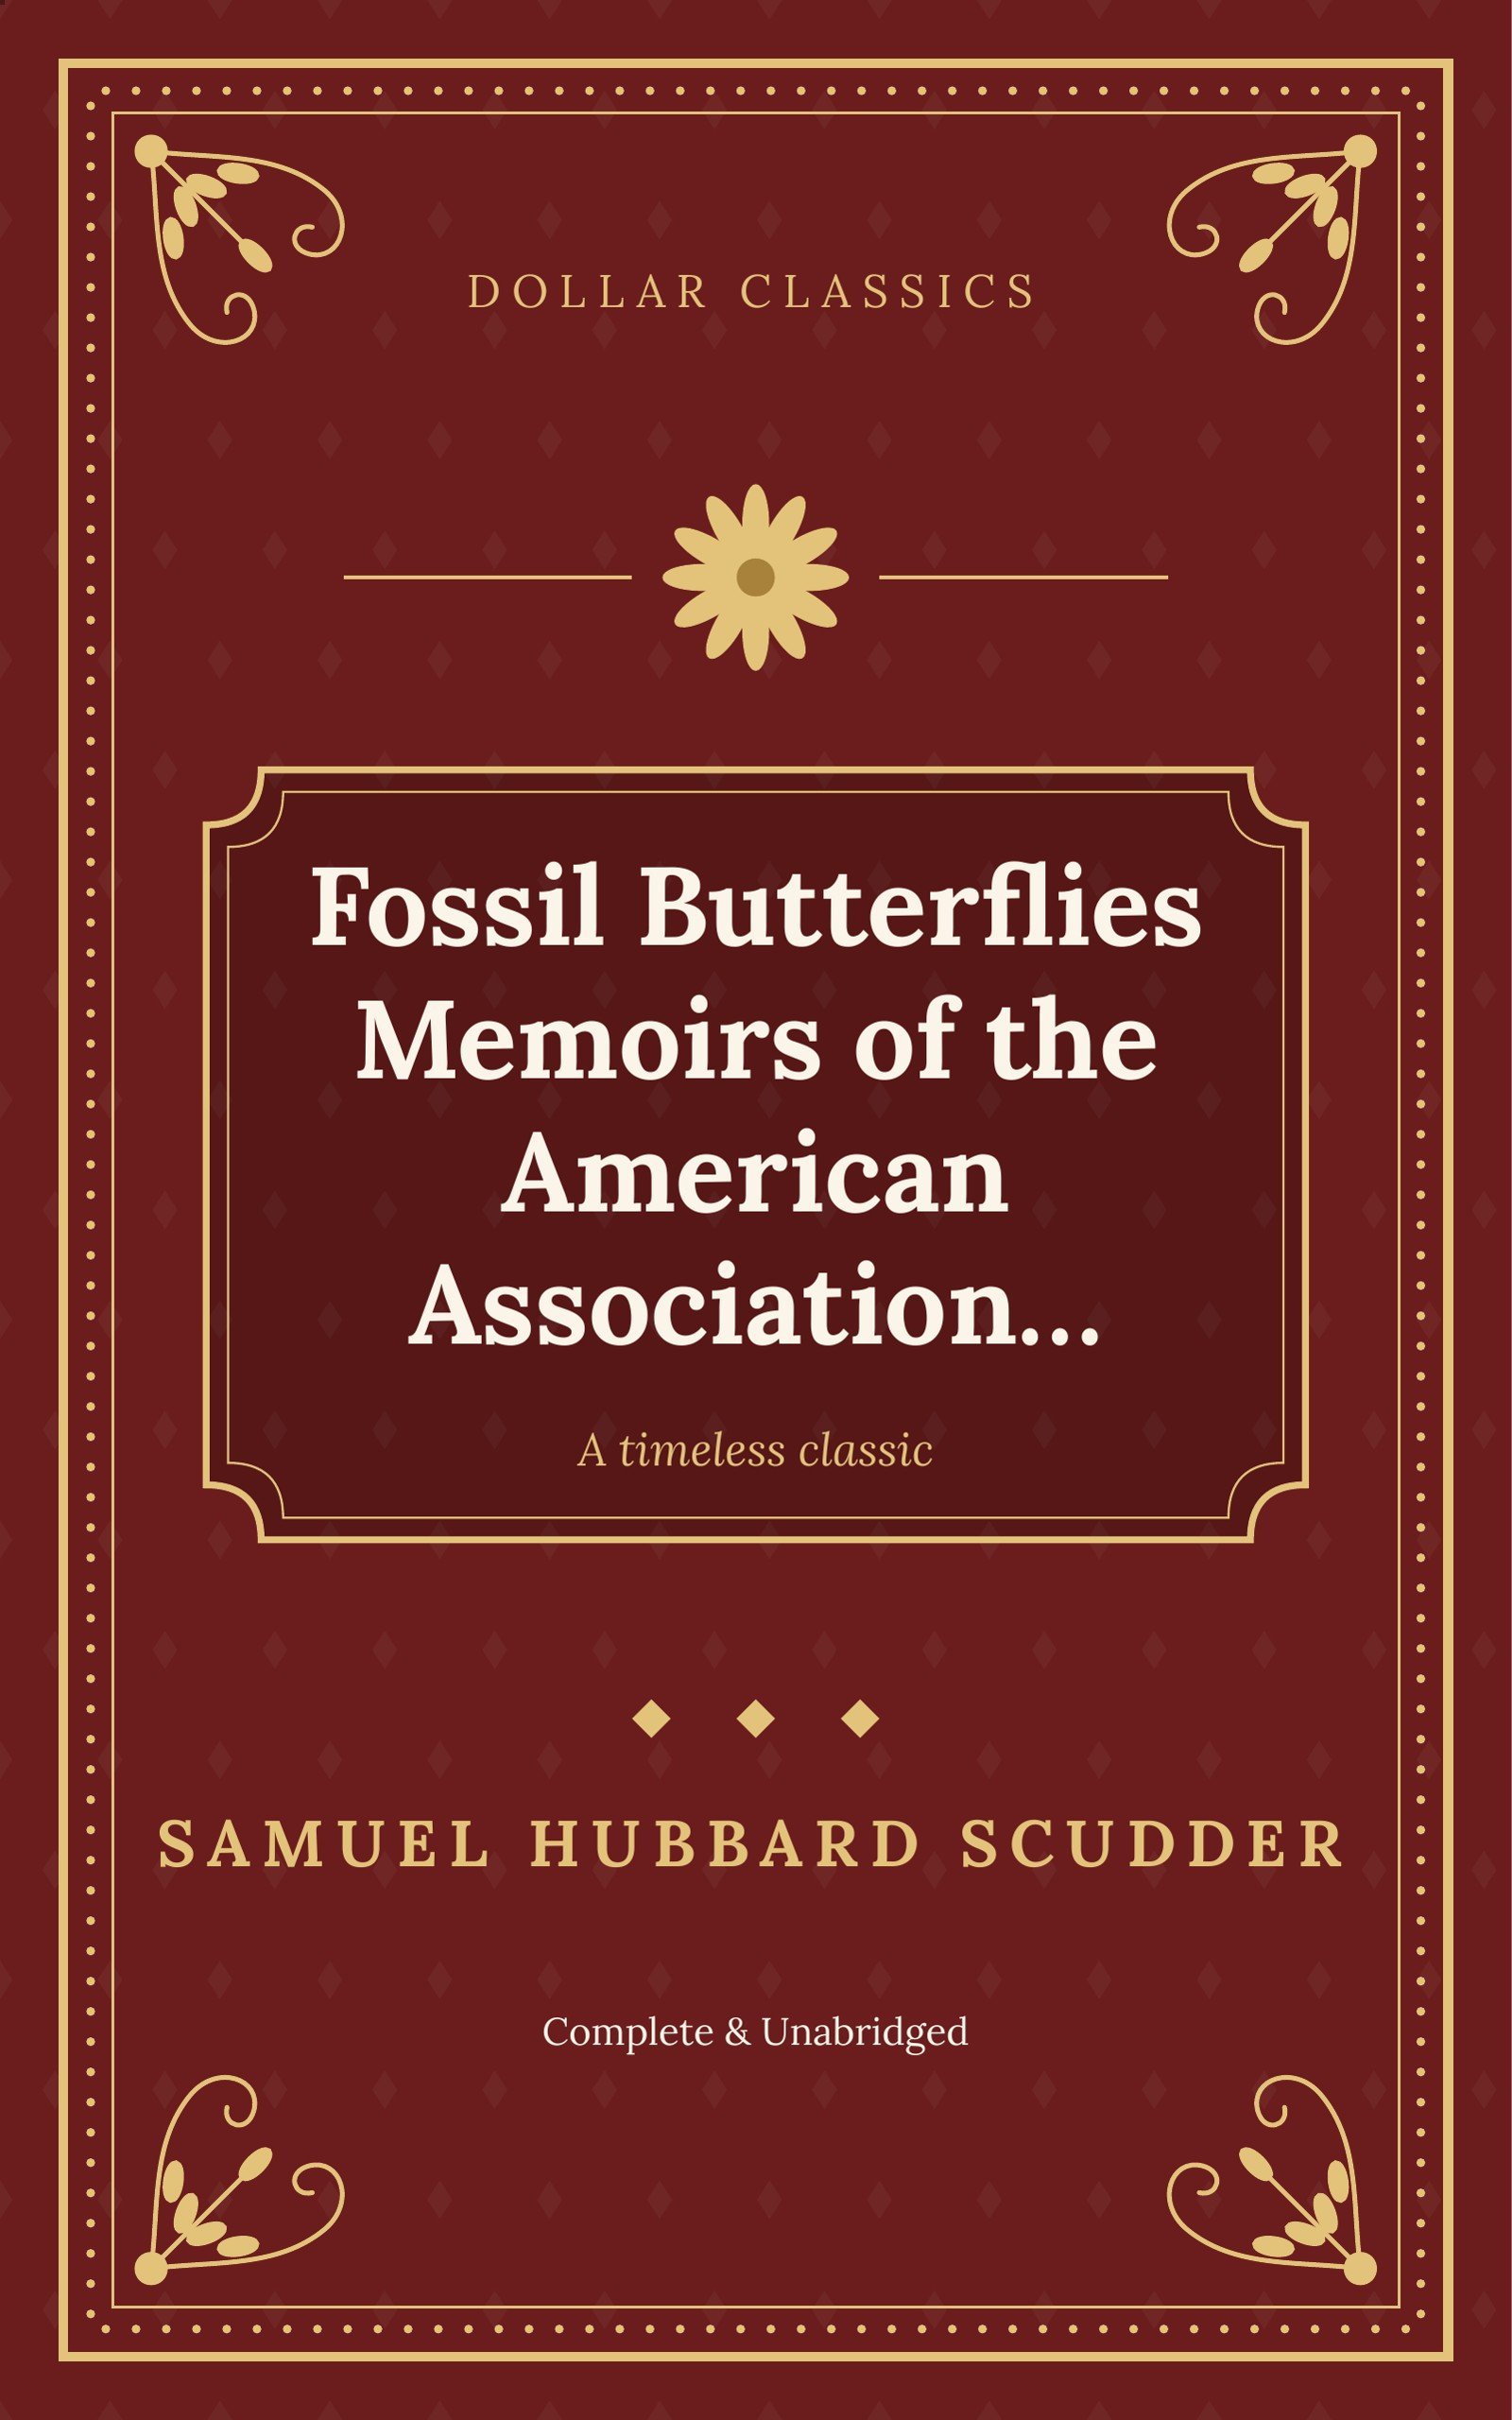 DOLLAR CLASSICS
Fossil Butterflies
Memoirs of the
American
Association...
A timeless classic
SAMUEL HUBBARD SCUDDER
Complete & Unabridged